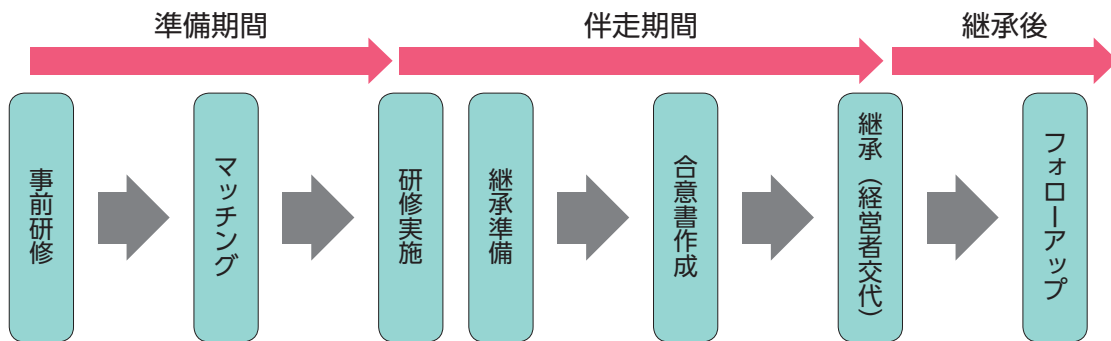 準備期間
伴走期間
継承後
事前研修
マッチング
研修実施
継承準備
合意書作成
継承（経営者交代）
フォローアップ